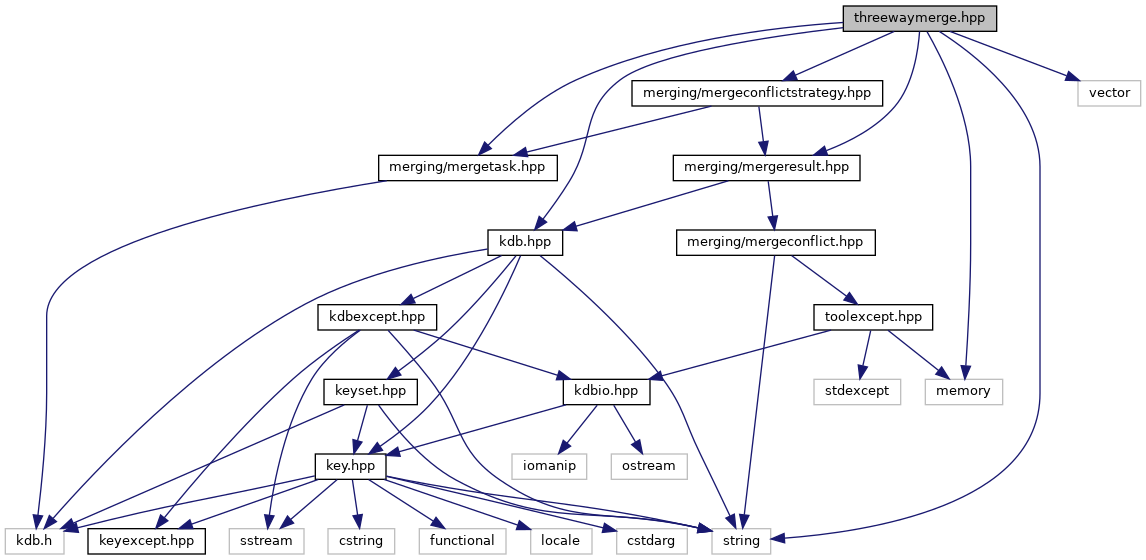 threewaymerge.hpp
merging/mergeconflictstrategy.hpp
vector
merging/mergetask.hpp
merging/mergeresult.hpp
kdb.hpp
merging/mergeconflict.hpp
kdbexcept.hpp
toolexcept.hpp
keyset.hpp
kdbio.hpp
stdexcept
memory
key.hpp
iomanip
ostream
kdb.h
keyexcept.hpp
sstream
cstring
functional
locale
cstdarg
string